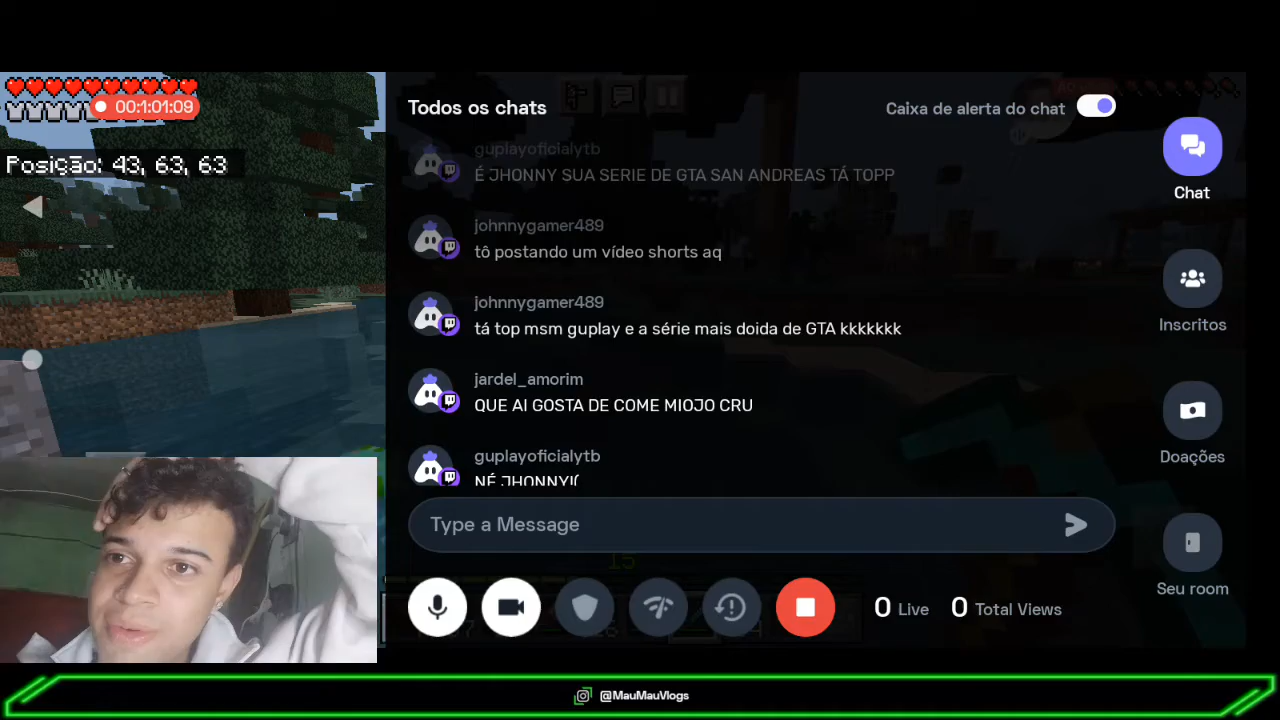 00:1:01:09
Posição: 43, 63, 63
Todos os chats
Caixa de alerta do chat
guplayoficialytb
É JHONNY SUA SERIE DE GTA SAN ANDREAS TÁ TOPP
johnnygamer489
tô postando um vídeo shorts aq
johnnygamer489
tá top msm guplay e a série mais doida de GTA kkkkkkk
jardel_amorim
QUE AI GOSTA DE COME MIOJO CRU
guplayoficialytb
NÉ JHONNY!(
Type a Message
15
0 Live 0 Total Views
Chat
Inscritos
Doações
Seu room
@MauMauVlogs